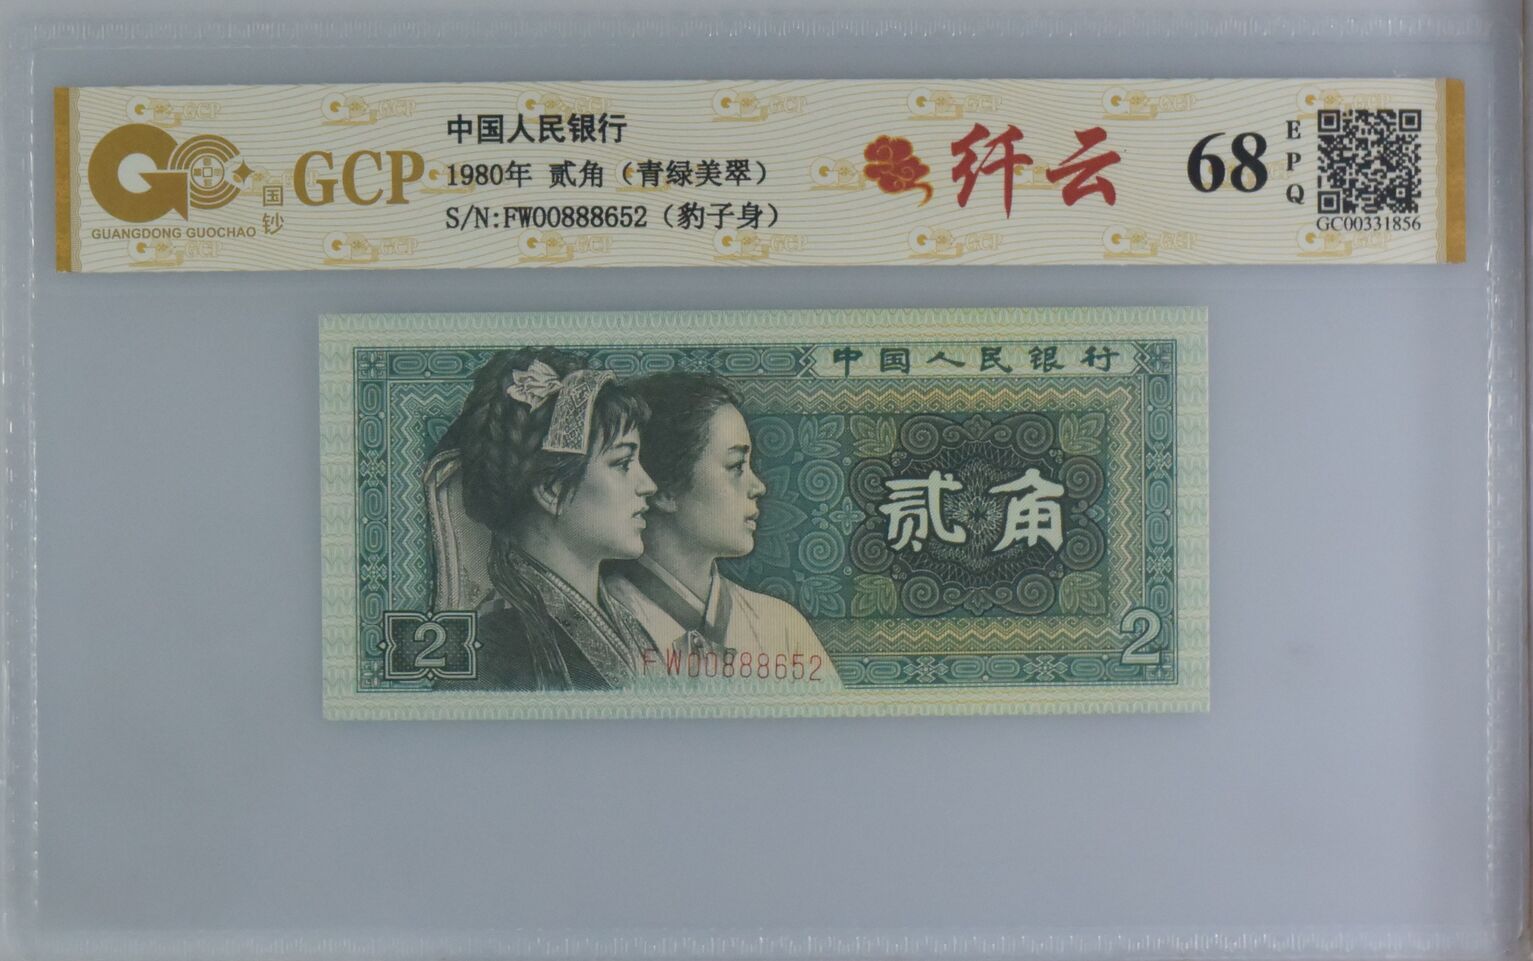 GUANGDONG GUOCHAO
国钞
GCP
中国人民银行
1980年 贰角（青绿美翠）
S/N:FW00888652（豹子身）
纤云
68
EPQ
GC00331856
中国人民银行
贰角
2
2
FW00888652